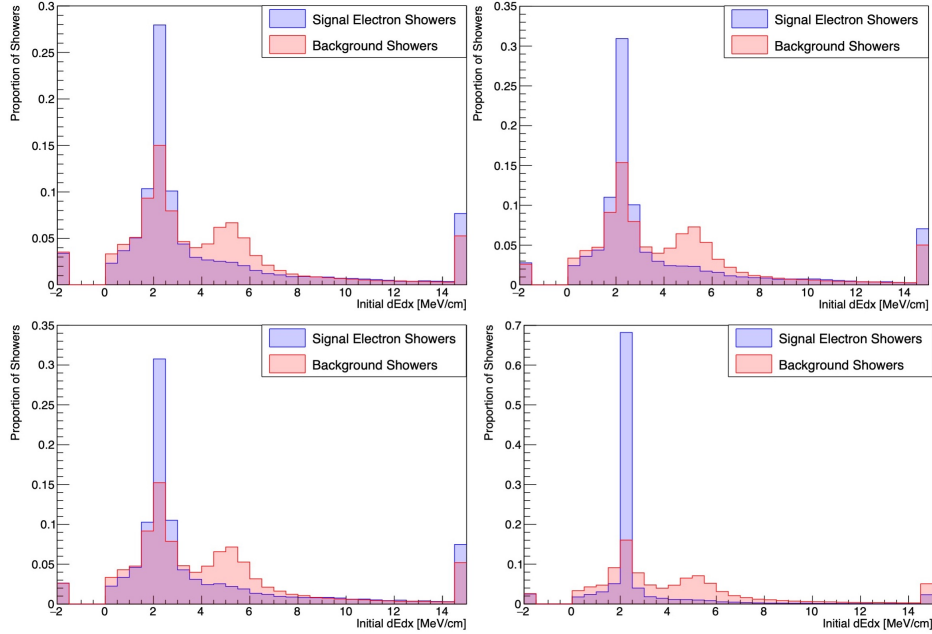 Proportion of Showers
0.3
0.25
0.2
0.15
0.1
0.05
0
Signal Electron Showers
Background Showers
−2 0 2 4 6 8 10 12 14
Initial dEdx [MeV/cm]
Proportion of Showers
0.35
0.3
0.25
0.2
0.15
0.1
0.05
0
Signal Electron Showers
Background Showers
−2 0 2 4 6 8 10 12 14
Initial dEdx [MeV/cm]
Proportion of Showers
0.35
0.3
0.25
0.2
0.15
0.1
0.05
0
Signal Electron Showers
Background Showers
−2 0 2 4 6 8 10 12 14
Initial dEdx [MeV/cm]
Proportion of Showers
0.7
0.6
0.5
0.4
0.3
0.2
0.1
0
Signal Electron Showers
Background Showers
−2 0 2 4 6 8 10 12 14
Initial dEdx [MeV/cm]